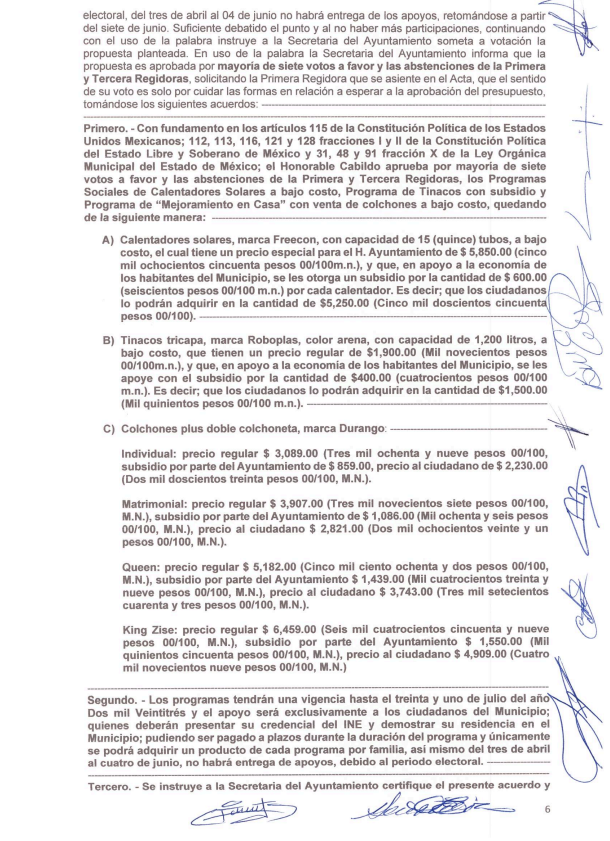 electoral, del tres de abril al 04 de junio no habrá entrega de los apoyos, retomándose a partir
del siete de junio. Suficiente debatido el punto y al no haber más participaciones, continuando
con el uso de la palabra instruye a la Secretaria del Ayuntamiento someta a votación la
propuesta planteada. En uso de la palabra la Secretaria del Ayuntamiento informa que la
propuesta es aprobada por mayoría de siete votos a favor y las abstenciones de la Primera
y Tercera Regidoras, solicitando la Primera Regidora que se asiente en el Acta, que el sentido
de su voto es solo por cuidar las formas en relación a esperar a la aprobación del presupuesto,
tomándose los siguientes acuerdos: ----------
Primero. - Con fundamento en los artículos 115 de la Constitución Política de los Estados
Unidos Mexicanos; 112, 113, 116, 121 y 128 fracciones I y II de la Constitución Política
del Estado Libre y Soberano de México y 31, 48 y 91 fracción X de la Ley Orgánica
Municipal del Estado de México; el Honorable Cabildo aprueba por mayoría de siete
votos a favor y las abstenciones de la Primera y Tercera Regidoras, los Programas
Sociales de Calentadores Solares a bajo costo, Programa de Tinacos con subsidio y
Programa de “Mejoramiento en Casa” con venta de colchones a bajo costo, quedando
de la siguiente manera: ----------
A) Calentadores solares, marca Freecon, con capacidad de 15 (quince) tubos, a bajo
costo, el cual tiene un precio especial para el H. Ayuntamiento de $ 5,850.00 (cinco
mil ochocientos cincuenta pesos 00/100m.n.), y que, en apoyo a la economía de
los habitantes del Municipio, se les otorga un subsidio por la cantidad de $ 600.00
(seiscientos pesos 00/100 m.n.) por cada calentador. Es decir; que los ciudadanos
lo podrán adquirir en la cantidad de $5,250.00 (Cinco mil doscientos cincuenta
pesos 00/100). ----------
B) Tinacos tricapa, marca Roboplas, color arena, con capacidad de 1,200 litros, a
bajo costo, que tienen un precio regular de $1,900.00 (Mil novecientos pesos
00/100m.n.), y que, en apoyo a la economía de los habitantes del Municipio, se les
apoye con el subsidio por la cantidad de $400.00 (cuatrocientos pesos 00/100
m.n.). Es decir; que los ciudadanos lo podrán adquirir en la cantidad de $1,500.00
(Mil quinientos pesos 00/100 m.n.). ----------
C) Colchones plus doble colchoneta, marca Durango: ----------
Individual: precio regular $ 3,089.00 (Tres mil ochenta y nueve pesos 00/100,
subsidio por parte del Ayuntamiento de $ 859.00, precio al ciudadano de $ 2,230.00
(Dos mil doscientos treinta pesos 00/100, M.N.).
Matrimonial: precio regular $ 3,907.00 (Tres mil novecientos siete pesos 00/100,
M.N.), subsidio por parte del Ayuntamiento de $ 1,086.00 (Mil ochenta y seis pesos
00/100, M.N.), precio al ciudadano $ 2,821.00 (Dos mil ochocientos veinte y un
pesos 00/100, M.N.).
Queen: precio regular $ 5,182.00 (Cinco mil ciento ochenta y dos pesos 00/100,
M.N.), subsidio por parte del Ayuntamiento $ 1,439.00 (Mil cuatrocientos treinta y
nueve pesos 00/100, M.N.), precio al ciudadano $ 3,743.00 (Tres mil setecientos
cuarenta y tres pesos 00/100, M.N.).
King Zise: precio regular $ 6,459.00 (Seis mil cuatrocientos cincuenta y nueve
pesos 00/100, M.N.), subsidio por parte del Ayuntamiento $ 1,550.00 (Mil
quinientos cincuenta pesos 00/100, M.N.), precio al ciudadano $ 4,909.00 (Cuatro
mil novecientos nueve pesos 00/100, M.N.)
Segundo. - Los programas tendrán una vigencia hasta el treinta y uno de julio del año
Dos mil Veintitrés y el apoyo será exclusivamente a los ciudadanos del Municipio;
quienes deberán presentar su credencial del INE y demostrar su residencia en el
Municipio; pudiendo ser pagado a plazos durante la duración del programa y únicamente
se podrá adquirir un producto de cada programa por familia, así mismo del tres de abril
al cuatro de junio, no habrá entrega de apoyos, debido al periodo electoral. ----------
Tercero. - Se instruye a la Secretaria del Ayuntamiento certifique el presente acuerdo y
6